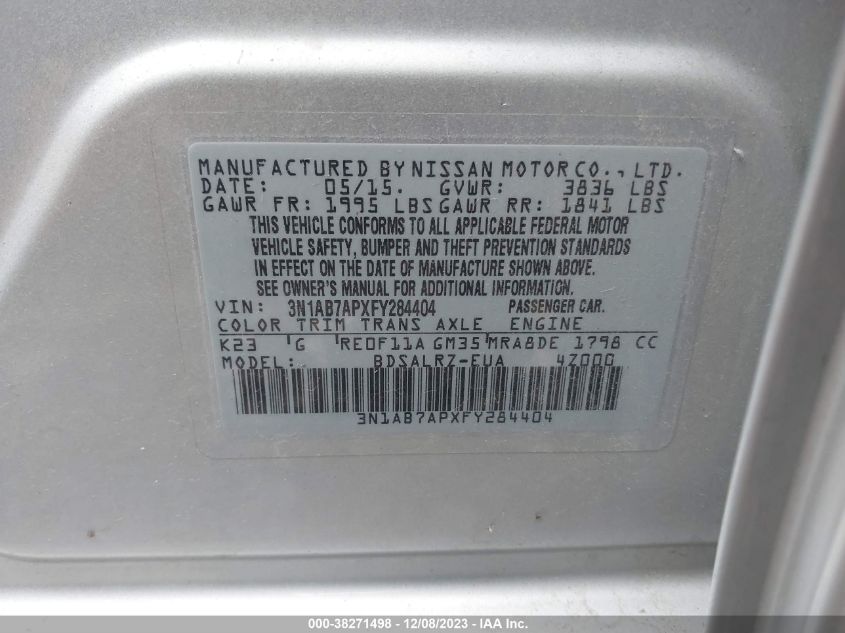 MANUFACTURED BY NISSAN MOTOR CO., LTD.
DATE: 05/15. GVWR: 3836 LBS
GAWR FR: 1995 LBS GAWR RR: 1841 LBS
THIS VEHICLE CONFORMS TO ALL APPLICABLE FEDERAL MOTOR
VEHICLE SAFETY, BUMPER AND THEFT PREVENTION STANDARDS
IN EFFECT ON THE DATE OF MANUFACTURE SHOWN ABOVE.
SEE OWNER'S MANUAL FOR ADDITIONAL INFORMATION.
VIN: 3N1AB7APXFY284404 PASSENGER CAR.
COLOR TRIM TRANS AXLE ENGINE
K23 G RE0F11A GM35 MRA8DE 1798 CC
MODEL: BDSALRZ-EUA 4Z000
3N1AB7APXFY284404
000-38271498 - 12/08/2023 - IAA Inc.